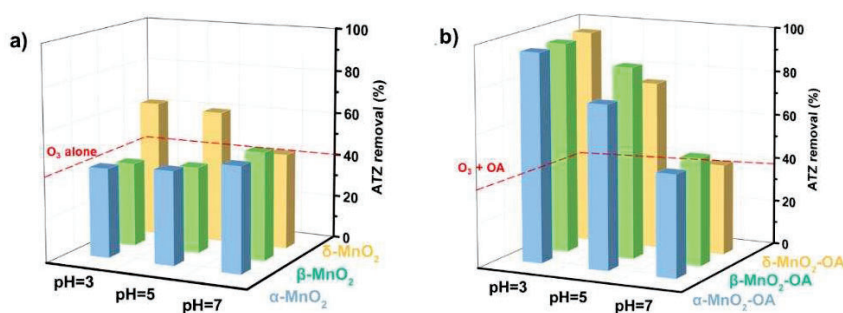 a)
100
80
60
40
20
0
ATZ removal (%)
O₃ alone
δ-MnO₂
β-MnO₂
α-MnO₂
pH=3
pH=5
pH=7
b)
100
80
60
40
20
0
ATZ removal (%)
O₃ + OA
δ-MnO₂-OA
β-MnO₂-OA
α-MnO₂-OA
pH=3
pH=5
pH=7